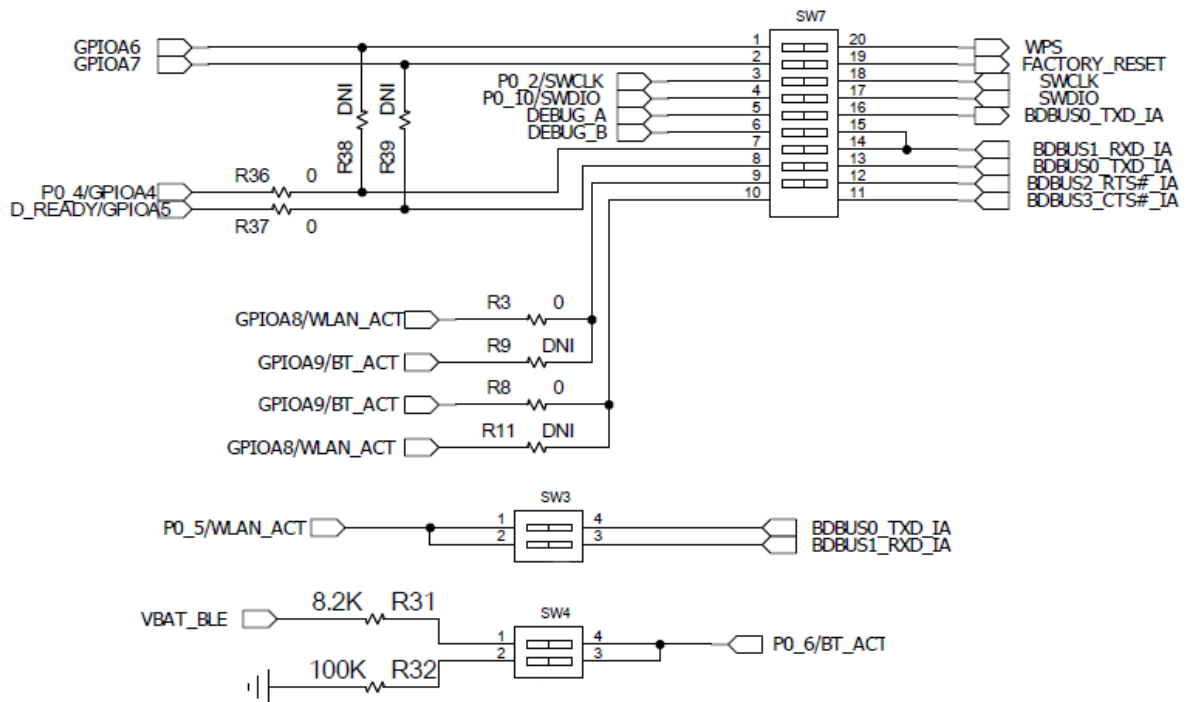 SW7
GPIOA6 1 20 WPS
GPIOA7 2 19 FACTORY_RESET
P0_2/SWCLK 3 18 SWCLK
P0_10/SWDIO 4 17 SWDIO
DEBUG_A 5 16 BDBUS0_TXD_IA
DEBUG_B 6 15
7 14 BDBUS1_RXD_IA
8 13 BDBUS0_TXD_IA
9 12 BDBUS2_RTS#_IA
10 11 BDBUS3_CTS#_IA
R38 DNI
R39 DNI
R36 0
P0_4/GPIOA4
D_READY/GPIOA5
R37 0
R3 0
GPIOA8/WLAN_ACT
R9 DNI
GPIOA9/BT_ACT
R8 0
GPIOA9/BT_ACT
R11 DNI
GPIOA8/WLAN_ACT
SW3
P0_5/WLAN_ACT 1 4 BDBUS0_TXD_IA
2 3 BDBUS1_RXD_IA
8.2K R31
SW4
VBAT_BLE
1 4 P0_6/BT_ACT
2 3
100K R32